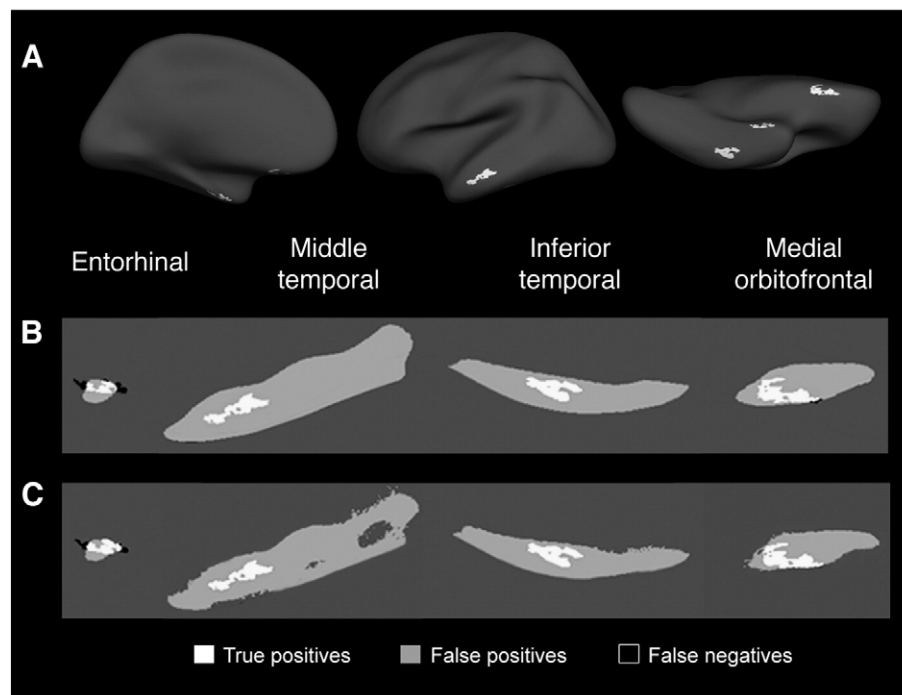 A
Entorhinal
Middle
temporal
Inferior
temporal
Medial
orbitofrontal
B
C
True positives
False positives
False negatives